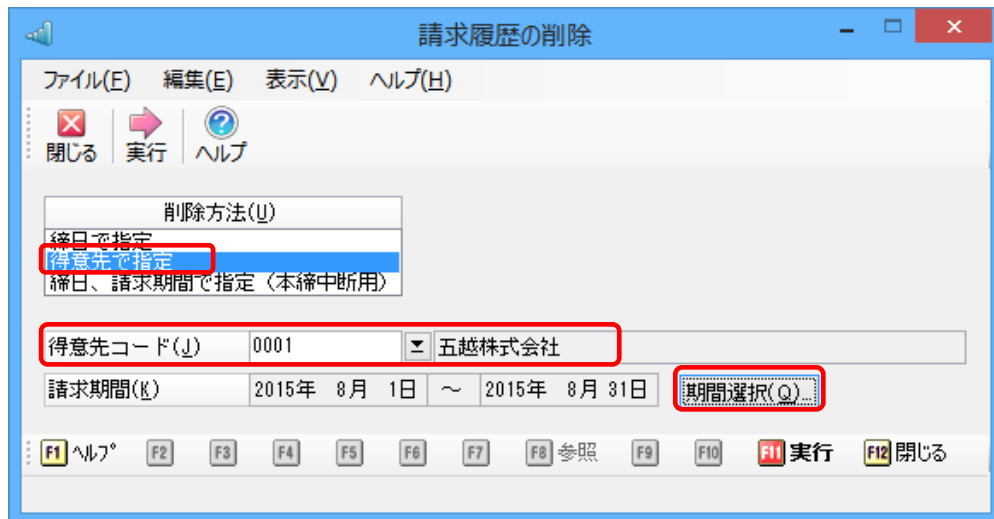 請求履歴の削除
ファイル(F) 編集(E) 表示(V) ヘルプ(H)
閉じる 実行 ヘルプ
削除方法(U)
締日で指定
得意先で指定
締日、請求期間で指定（本締中断用）
得意先コード(J) 0001 五越株式会社
請求期間(K) 2015年 8月 1日 ～ 2015年 8月 31日 期間選択(Q)...
F1 ヘルプ F2 F3 F4 F5 F6 F7 F8 参照 F9 F10 F11 実行 F12 閉じる